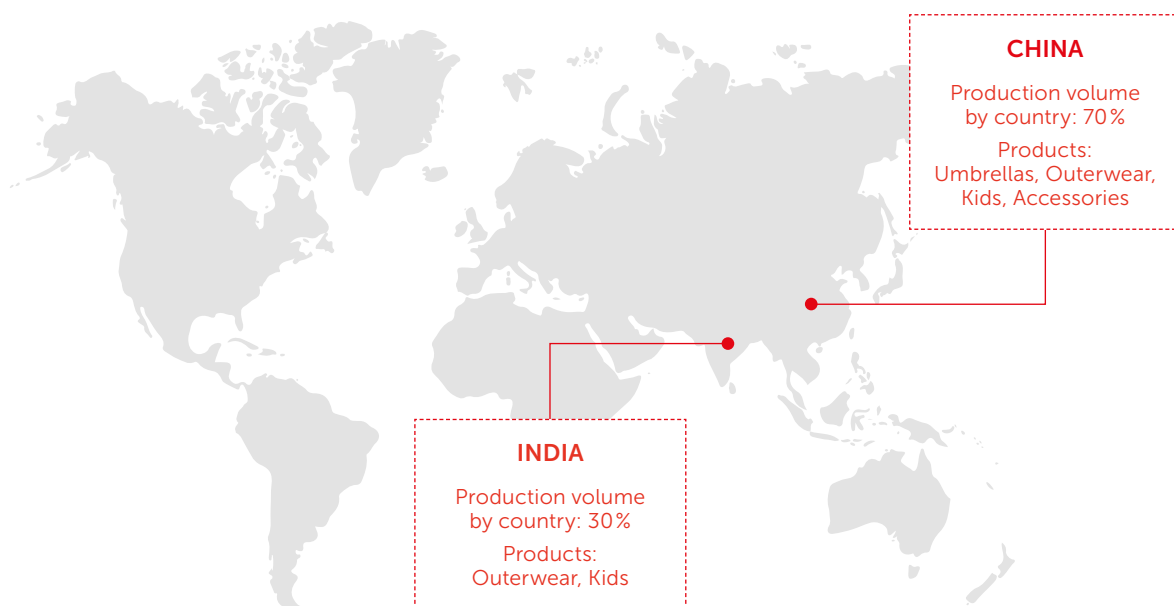 CHINA
Production volume
by country: 70%
Products:
Umbrellas, Outerwear,
Kids, Accessories
INDIA
Production volume
by country: 30%
Products:
Outerwear, Kids